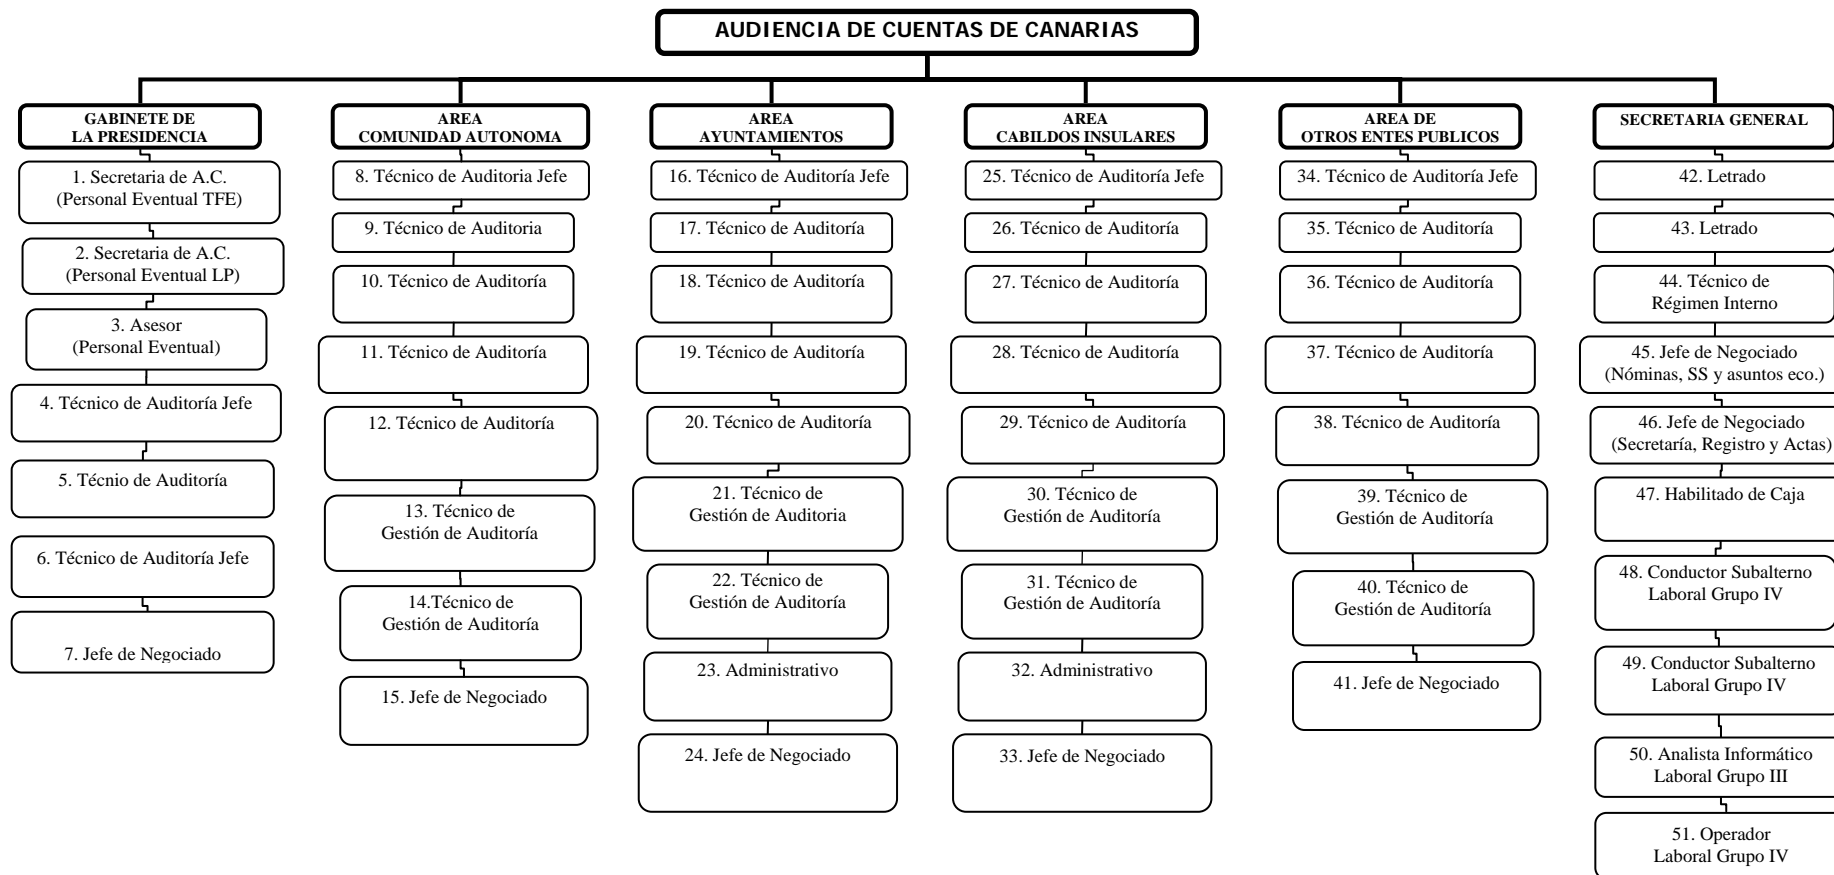 AUDIENCIA DE CUENTAS DE CANARIAS
GABINETE DE
LA PRESIDENCIA
1. Secretaria de A.C.
(Personal Eventual TFE)
2. Secretaria de A.C.
(Personal Eventual LP)
3. Asesor
(Personal Eventual)
4. Técnico de Auditoría Jefe
5. Técnio de Auditoría
6. Técnico de Auditoría Jefe
7. Jefe de Negociado
AREA
COMUNIDAD AUTONOMA
8. Técnico de Auditoria Jefe
9. Técnico de Auditoria
10. Técnico de Auditoría
11. Técnico de Auditoría
12. Técnico de Auditoría
13. Técnico de
Gestión de Auditoría
14.Técnico de
Gestión de Auditoría
15. Jefe de Negociado
AREA
AYUNTAMIENTOS
16. Técnico de Auditoría Jefe
17. Técnico de Auditoría
18. Técnico de Auditoría
19. Técnico de Auditoría
20. Técnico de Auditoría
21. Técnico de
Gestión de Auditoria
22. Técnico de
Gestión de Auditoría
23. Administrativo
24. Jefe de Negociado
AREA
CABILDOS INSULARES
25. Técnico de Auditoría Jefe
26. Técnico de Auditoría
27. Técnico de Auditoría
28. Técnico de Auditoría
29. Técnico de Auditoría
30. Técnico de
Gestión de Auditoría
31. Técnico de
Gestión de Auditoría
32. Administrativo
33. Jefe de Negociado
AREA DE
OTROS ENTES PUBLICOS
34. Técnico de Auditoría Jefe
35. Técnico de Auditoría
36. Técnico de Auditoría
37. Técnico de Auditoría
38. Técnico de Auditoría
39. Técnico de
Gestión de Auditoría
40. Técnico de
Gestión de Auditoría
41. Jefe de Negociado
SECRETARIA GENERAL
42. Letrado
43. Letrado
44. Técnico de
Régimen Interno
45. Jefe de Negociado
(Nóminas, SS y asuntos eco.)
46. Jefe de Negociado
(Secretaría, Registro y Actas)
47. Habilitado de Caja
48. Conductor Subalterno
Laboral Grupo IV
49. Conductor Subalterno
Laboral Grupo IV
50. Analista Informático
Laboral Grupo III
51. Operador
Laboral Grupo IV